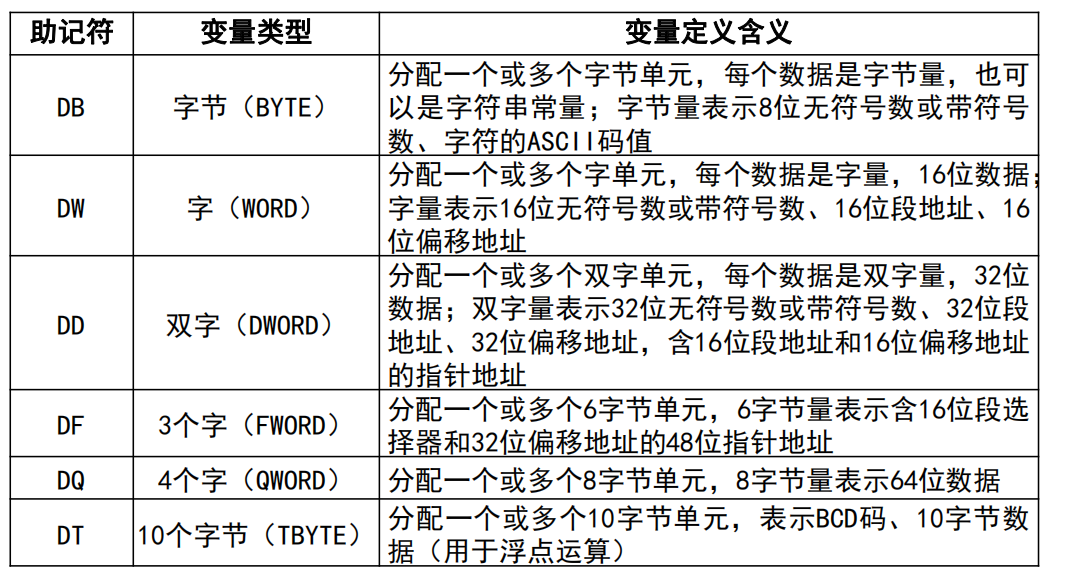 助记符 变量类型 变量定义含义
DB 字节（BYTE） 分配一个或多个字节单元，每个数据是字节量，也可
以是字符串常量；字节量表示8位无符号数或带符号
数、字符的ASCII码值
DW 字（WORD） 分配一个或多个字单元，每个数据是字量，16位数据；
字量表示16位无符号数或带符号数、16位段地址、16
位偏移地址
DD 双字（DWORD） 分配一个或多个双字单元，每个数据是双字量，32位
数据；双字量表示32位无符号数或带符号数、32位段
地址、32位偏移地址，含16位段地址和16位偏移地址
的指针地址
DF 3个字（FWORD） 分配一个或多个6字节单元，6字节量表示含16位段选
择器和32位偏移地址的48位指针地址
DQ 4个字（QWORD） 分配一个或多个8字节单元，8字节量表示64位数据
DT 10个字节（TBYTE） 分配一个或多个10字节单元，表示BCD码、10字节数
据（用于浮点运算）